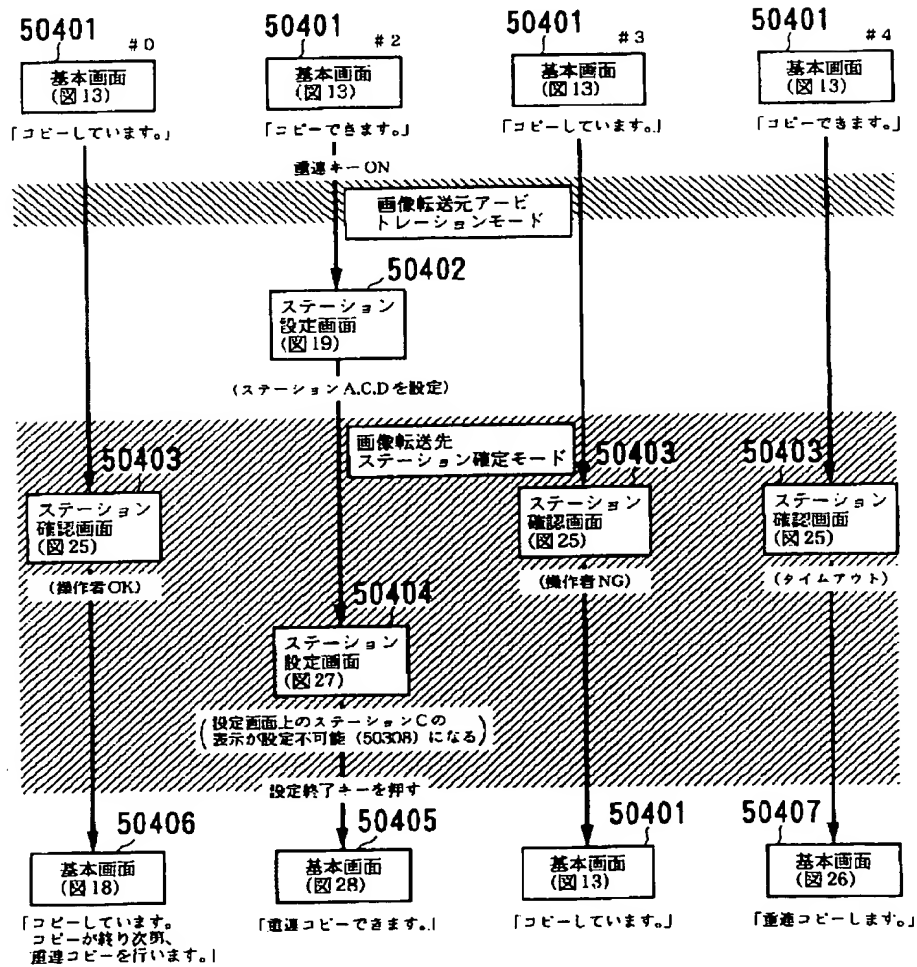 50401 #0 50401 #2 50401 #3 50401 #4
基本画面 基本画面 基本画面 基本画面
(図13) (図13) (図13) (図13)
「コピーしています。」 「コピーできます。」 「コピーしています。」 「コピーできます。」
重連キーON
画像転送元アービ
トレーションモード
50402
ステーション
設定画面
(図19)
(ステーションA.C.Dを設定)
画像転送先
ステーション確定モード
50403 50403 50403
ステーション ステーション ステーション
確認画面 確認画面 確認画面
(図25) (図25) (図25)
(操作者OK) (操作者NG) (タイムアウト)
50404
ステーション
設定画面
(図27)
(設定画面上のステーションCの
表示が設定不可能(50308)になる)
設定終了キーを押す
50406 50405 50401 50407
基本画面 基本画面 基本画面 基本画面
(図18) (図28) (図13) (図26)
「コピーしています。 「重連コピーできます。」 「コピーしています。」 「重連コピーします。」
コピーが終り次第、
重連コピーを行います。」